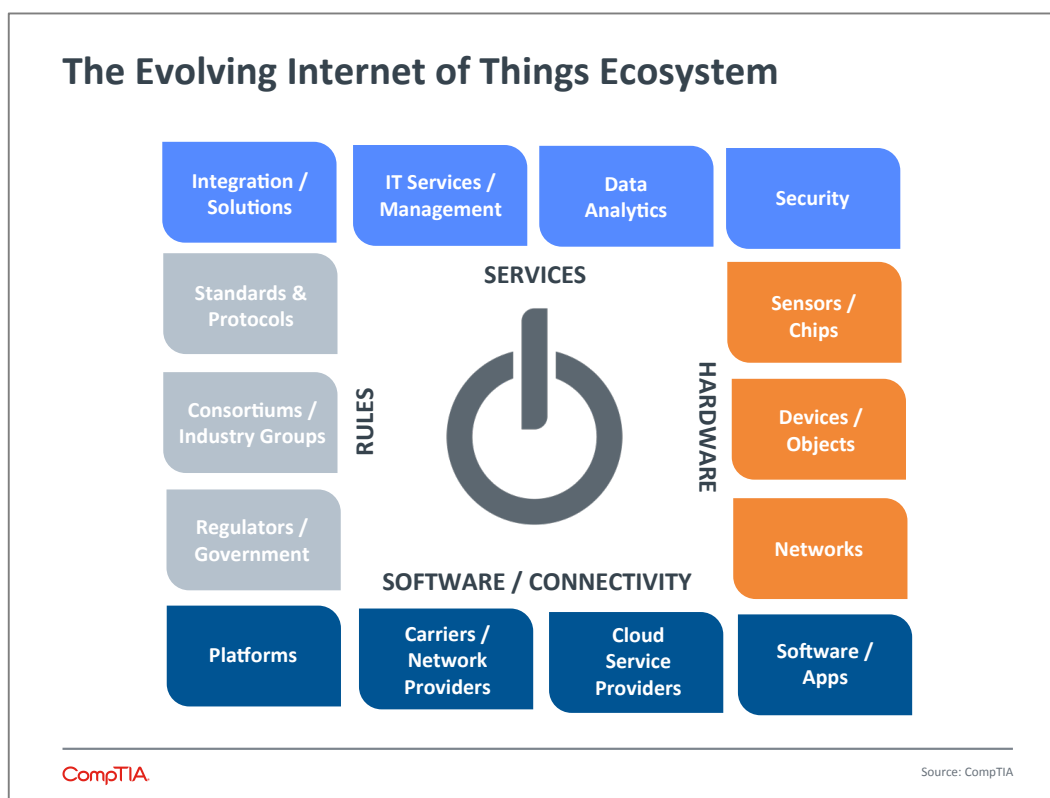 The Evolving Internet of Things Ecosystem
Integration /
Solutions
IT Services /
Management
Data
Analytics
Security
SERVICES
Standards &
Protocols
Sensors /
Chips
RULES
Consortiums /
Industry Groups
HARDWARE
Devices /
Objects
Regulators /
Government
Networks
SOFTWARE / CONNECTIVITY
Platforms
Carriers /
Network
Providers
Cloud
Service
Providers
Software /
Apps
CompTIA.
Source: CompTIA